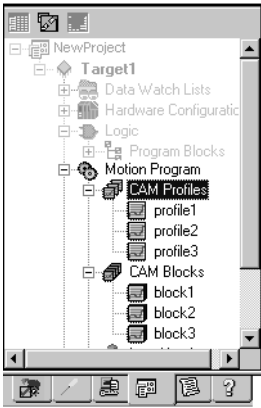 NewProject
Target1
Data Watch Lists
Hardware Configuratic
Logic
Program Blocks
Motion Program
CAM Profiles
profile1
profile2
profile3
CAM Blocks
block1
block2
block3